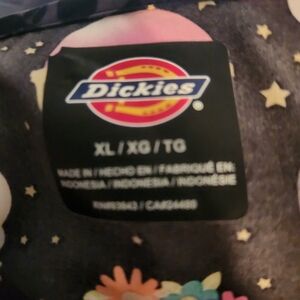 Dickies
XL / XG / TG
MADE IN / HECHO EN / FABRIQUÉ EN:
INDONESIA / INDONESIA / INDONÉSIE